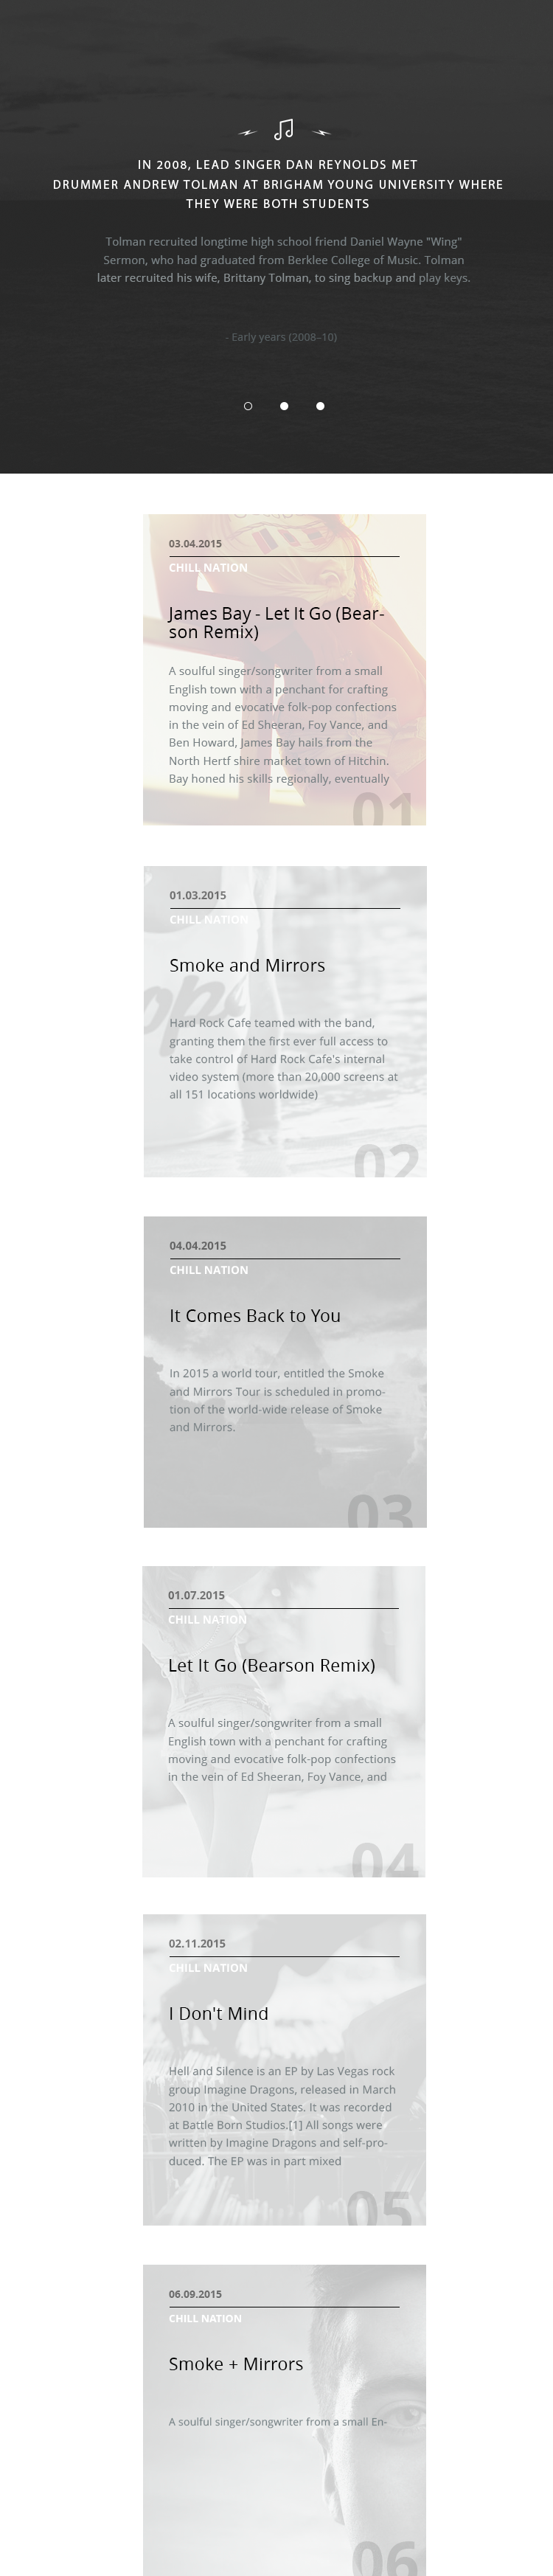 IN 2008, LEAD SINGER DAN REYNOLDS MET
DRUMMER ANDREW TOLMAN AT BRIGHAM YOUNG UNIVERSITY WHERE
THEY WERE BOTH STUDENTS
Tolman recruited longtime high school friend Daniel Wayne "Wing"
Sermon, who had graduated from Berklee College of Music. Tolman
later recruited his wife, Brittany Tolman, to sing backup and play keys.
- Early years (2008–10)
03.04.2015
CHILL NATION
James Bay - Let It Go (Bear-
son Remix)
A soulful singer/songwriter from a small
English town with a penchant for crafting
moving and evocative folk-pop confections
in the vein of Ed Sheeran, Foy Vance, and
Ben Howard, James Bay hails from the
North Hertf shire market town of Hitchin.
Bay honed his skills regionally, eventually
01
01.03.2015
CHILL NATION
Smoke and Mirrors
Hard Rock Cafe teamed with the band,
granting them the first ever full access to
take control of Hard Rock Cafe's internal
video system (more than 20,000 screens at
all 151 locations worldwide)
02
04.04.2015
CHILL NATION
It Comes Back to You
In 2015 a world tour, entitled the Smoke
and Mirrors Tour is scheduled in promo-
tion of the world-wide release of Smoke
and Mirrors.
03
01.07.2015
CHILL NATION
Let It Go (Bearson Remix)
A soulful singer/songwriter from a small
English town with a penchant for crafting
moving and evocative folk-pop confections
in the vein of Ed Sheeran, Foy Vance, and
04
02.11.2015
CHILL NATION
I Don't Mind
Hell and Silence is an EP by Las Vegas rock
group Imagine Dragons, released in March
2010 in the United States. It was recorded
at Battle Born Studios.[1] All songs were
written by Imagine Dragons and self-pro-
duced. The EP was in part mixed
05
06.09.2015
CHILL NATION
Smoke + Mirrors
A soulful singer/songwriter from a small En-
06